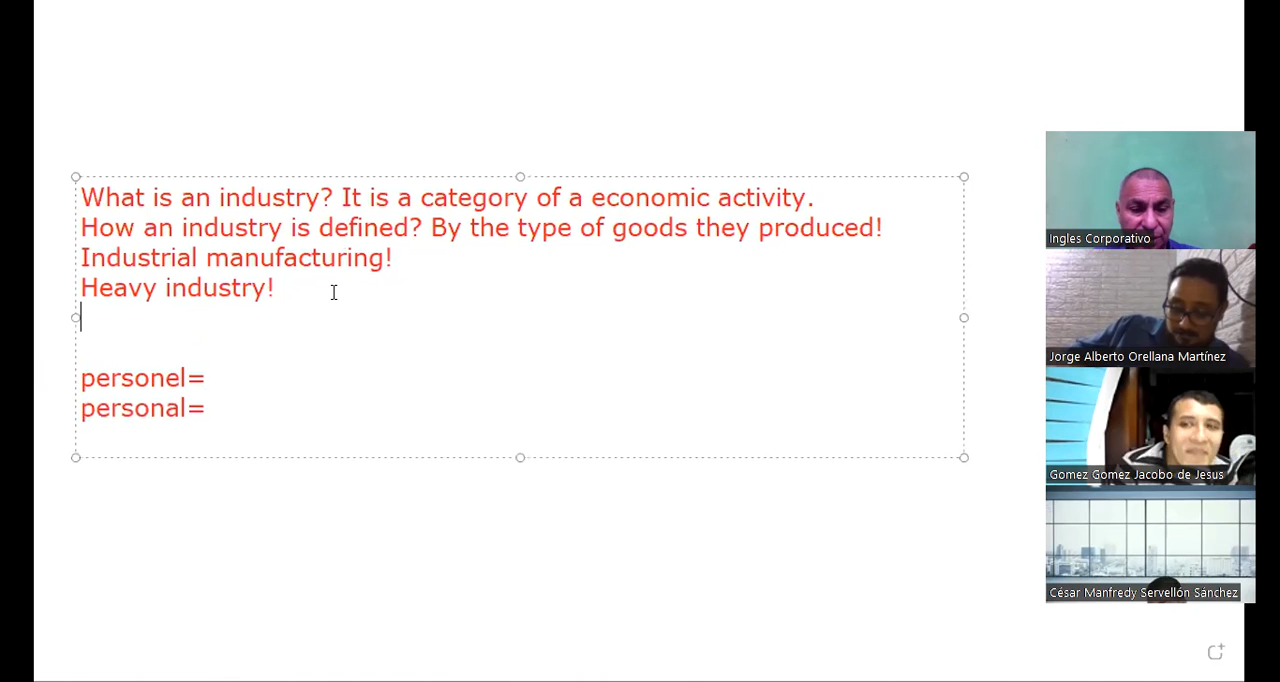 What is an industry? It is a category of a economic activity.
How an industry is defined? By the type of goods they produced!
Industrial manufacturing!
Heavy industry!
personel=
personal=
Ingles Corporativo
Jorge Alberto Orellana Martínez
Gomez Gomez Jacobo de Jesus
César Manfredy Servellón Sánchez